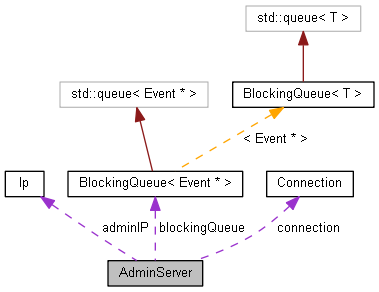 std::queue< T >
std::queue< Event * >
BlockingQueue< T >
< Event * >
Ip
BlockingQueue< Event * >
Connection
adminIP
blockingQueue
connection
AdminServer